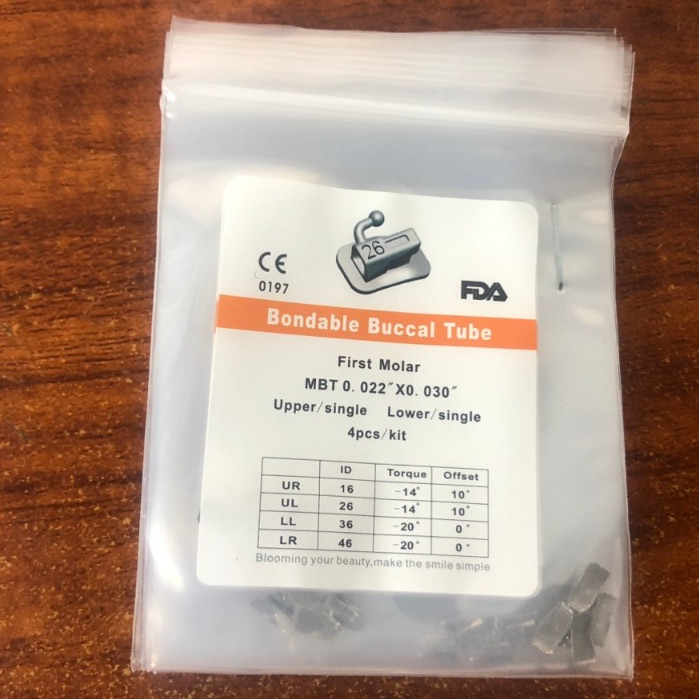 26
CE
0197
FDA
Bondable Buccal Tube
First Molar
MBT 0. 022″X0. 030″
Upper/single Lower/single
4pcs/kit
ID Torque Offset
UR 16 -14° 10°
UL 26 -14° 10°
LL 36 -20° 0°
LR 46 -20° 0°
Blooming your beauty,make the smile simple